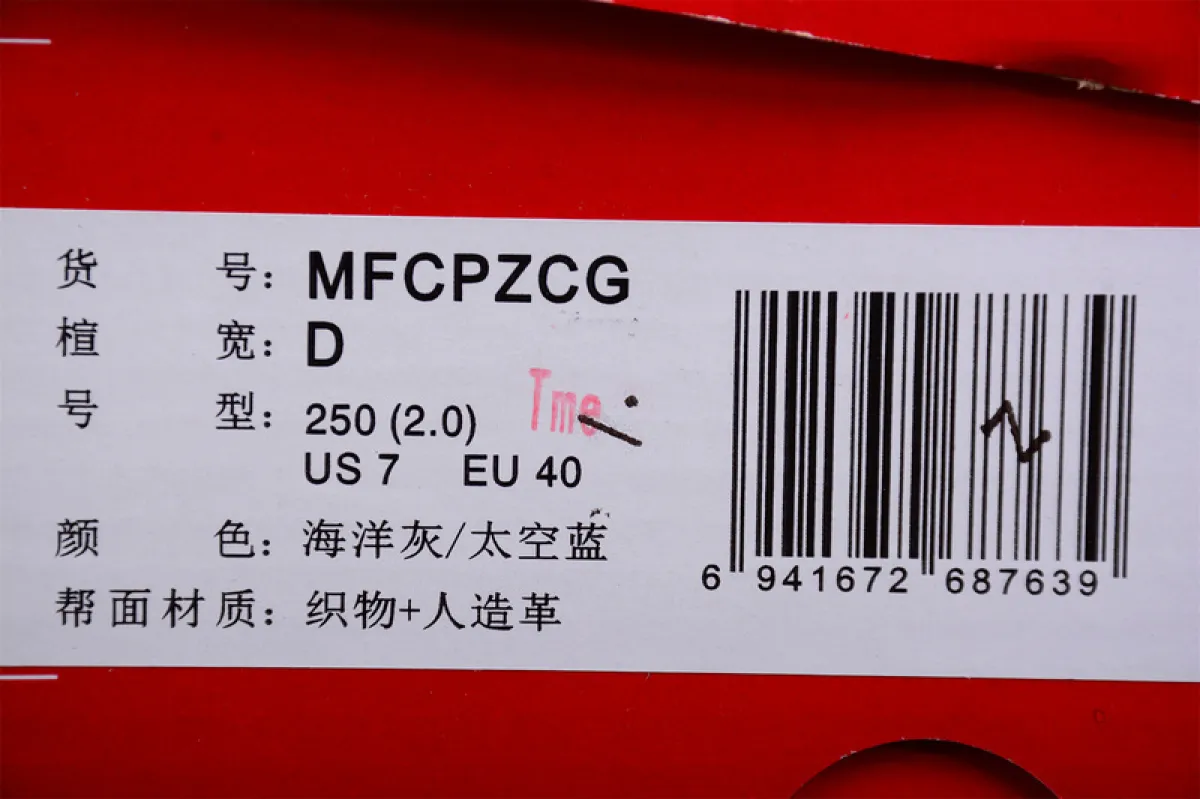 货号：MFCPZCG
楦宽：D
号型：250 (2.0)
Tme
US 7 EU 40
颜色：海洋灰/太空蓝
帮面材质：织物+人造革
6 941672 687639